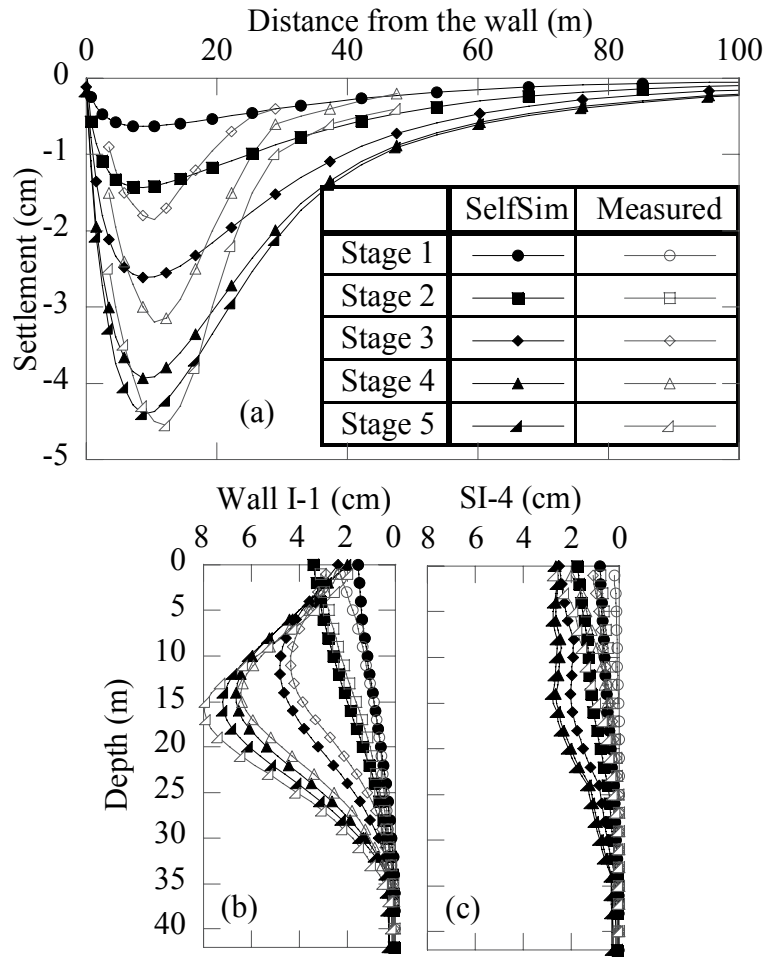 Distance from the wall (m)
0 20 40 60 80 100
0
-1
-2
-3
-4
-5
Settlement (cm)
(a)
SelfSim Measured
Stage 1
Stage 2
Stage 3
Stage 4
Stage 5
Wall I-1 (cm)
8 6 4 2 0
0
5
10
15
20
25
30
35
40
Depth (m)
(b)
SI-4 (cm)
8 6 4 2 0
(c)